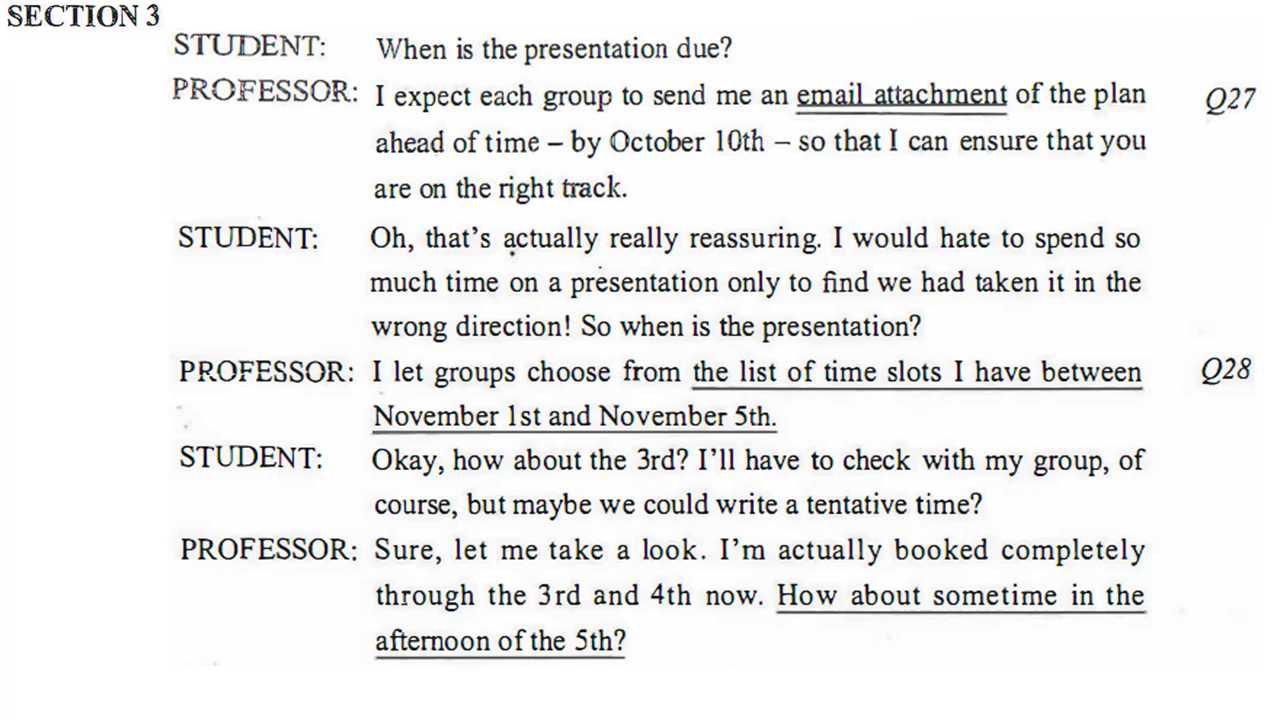 SECTION 3
STUDENT: When is the presentation due?
PROFESSOR: I expect each group to send me an email attachment of the plan Q27
ahead of time – by October 10th – so that I can ensure that you
are on the right track.
STUDENT: Oh, that's actually really reassuring. I would hate to spend so
much time on a presentation only to find we had taken it in the
wrong direction! So when is the presentation?
PROFESSOR: I let groups choose from the list of time slots I have between Q28
November 1st and November 5th.
STUDENT: Okay, how about the 3rd? I'll have to check with my group, of
course, but maybe we could write a tentative time?
PROFESSOR: Sure, let me take a look. I'm actually booked completely
through the 3rd and 4th now. How about sometime in the
afternoon of the 5th?